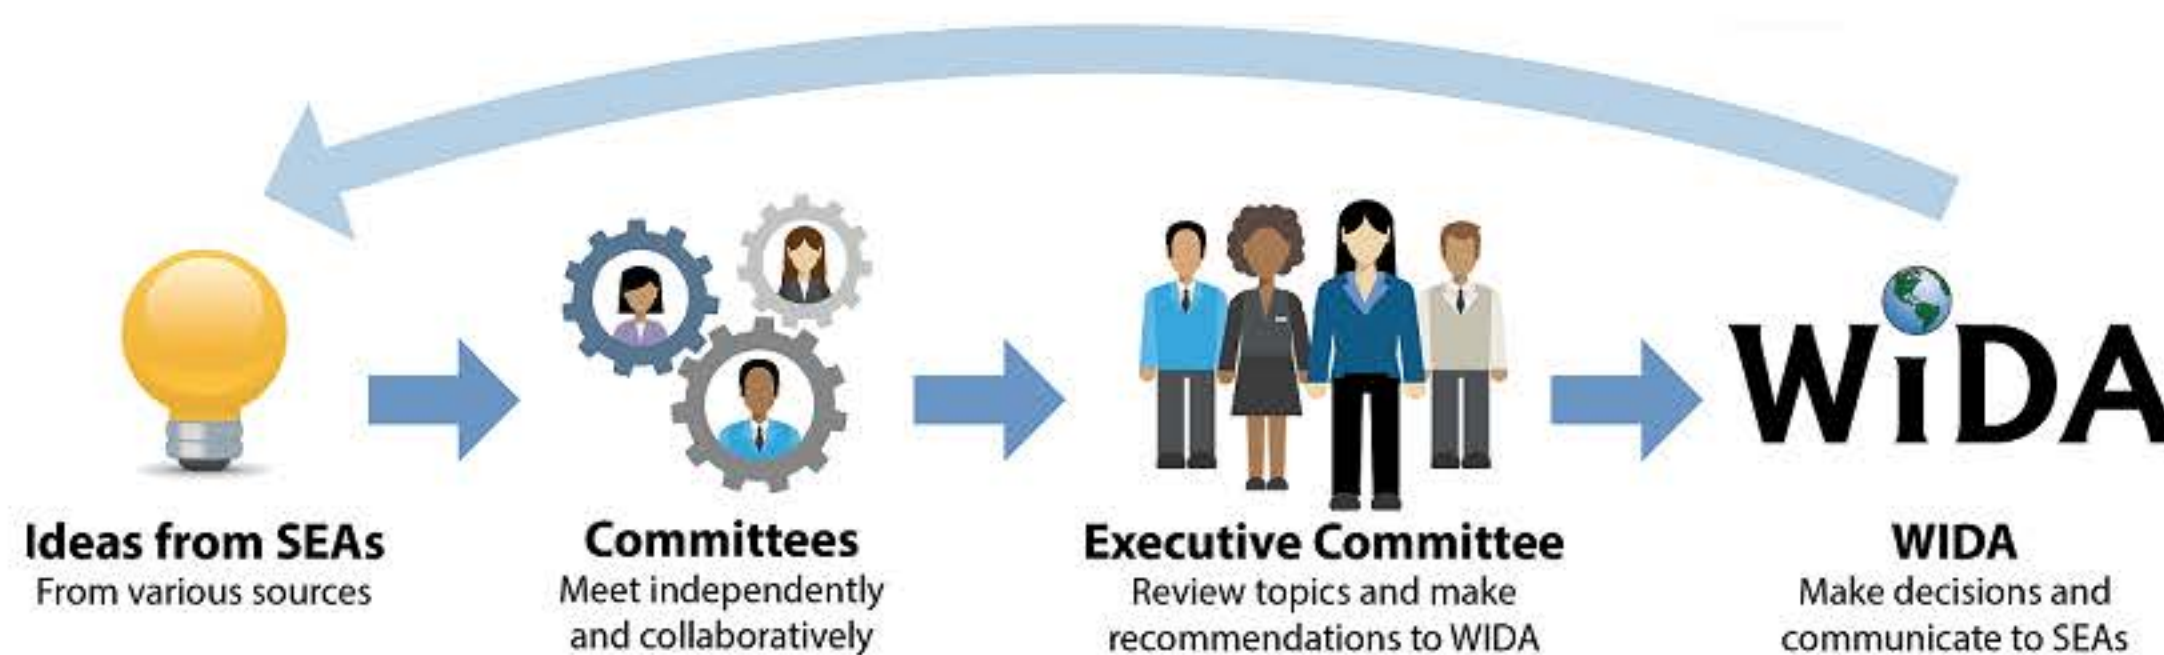 WiDA
Ideas from SEAs
From various sources
Committees
Meet independently
and collaboratively
Executive Committee
Review topics and make
recommendations to WIDA
WIDA
Make decisions and
communicate to SEAs